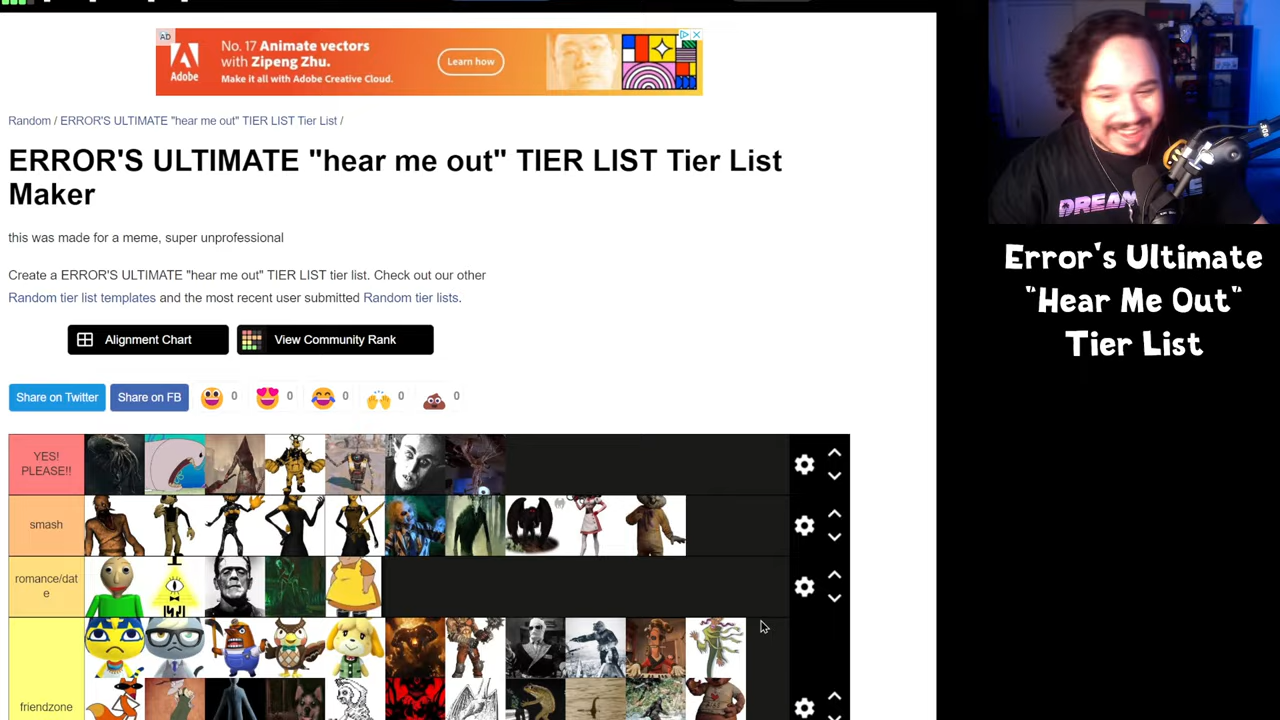 AD
Adobe
No. 17 Animate vectors
with Zipeng Zhu.
Make it all with Adobe Creative Cloud.
Learn how
Random / ERROR'S ULTIMATE "hear me out" TIER LIST Tier List /
ERROR'S ULTIMATE "hear me out" TIER LIST Tier List
Maker
this was made for a meme, super unprofessional
Create a ERROR'S ULTIMATE "hear me out" TIER LIST tier list. Check out our other
Random tier list templates and the most recent user submitted Random tier lists.
Alignment Chart
View Community Rank
Share on Twitter
Share on FB
0
0
0
0
0
YES!
PLEASE!!
smash
romance/dat
e
friendzone
Error's Ultimate
"Hear Me Out"
Tier List